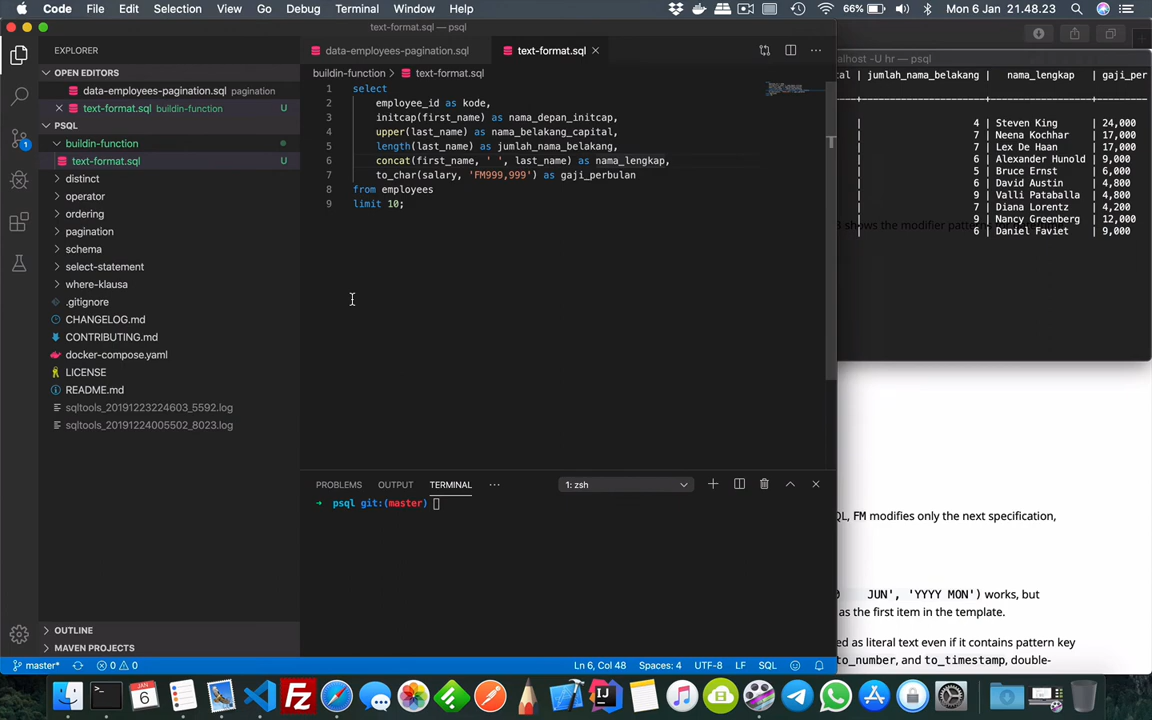 Code File Edit Selection View Go Debug Terminal Window Help 66% Mon 6 Jan 21.48.23
text-format.sql — psql
EXPLORER
OPEN EDITORS
data-employees-pagination.sql pagination
text-format.sql buildin-function U
PSQL
buildin-function
text-format.sql U
distinct
operator
ordering
pagination
schema
select-statement
where-klausa
.gitignore
CHANGELOG.md
CONTRIBUTING.md
docker-compose.yaml
LICENSE
README.md
sqltools_20191223224603_5592.log
sqltools_20191224005502_8023.log
OUTLINE
MAVEN PROJECTS
data-employees-pagination.sql text-format.sql
buildin-function > text-format.sql
1 select
2 employee_id as kode,
3 initcap(first_name) as nama_depan_initcap,
4 upper(last_name) as nama_belakang_capital,
5 length(last_name) as jumlah_nama_belakang,
6 concat(first_name, ' ', last_name) as nama_lengkap,
7 to_char(salary, 'FM999,999') as gaji_perbulan
8 from employees
9 limit 10;
PROBLEMS OUTPUT TERMINAL ... 1: zsh
psql git:(master)
master* 0 0 Ln 6, Col 48 Spaces: 4 UTF-8 LF SQL
alhost -U hr — psql
tal | jumlah_nama_belakang | nama_lengkap | gaji_per
4 | Steven King | 24,000
7 | Neena Kochhar | 17,000
7 | Lex De Haan | 17,000
6 | Alexander Hunold | 9,000
5 | Bruce Ernst | 6,000
6 | David Austin | 4,800
9 | Valli Pataballa | 4,800
7 | Diana Lorentz | 4,200
9 | Nancy Greenberg | 12,000
6 | Daniel Faviet | 9,000
shows the modifier patter
QL, FM modifies only the next specification,
JUN', 'YYYY MON') works, but
as the first item in the template.
ed as literal text even if it contains pattern key
to_number, and to_timestamp, double-